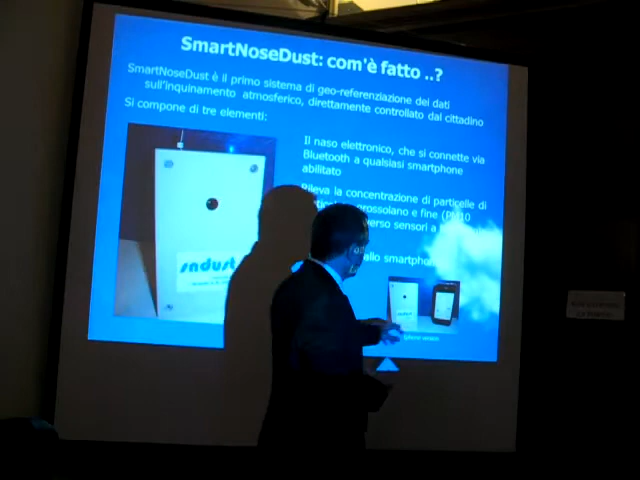 SmartNoseDust: com'è fatto ..?
SmartNoseDust è il primo sistema di geo-referenziazione dei dati
sull'inquinamento atmosferico, direttamente controllato dal cittadino
Si compone di tre elementi:
Il naso elettronico, che si connette via
Bluetooth a qualsiasi smartphone
abilitato
Rileva la concentrazione di particelle di
grossolano e fine (PM10
verso sensori a
allo smartphone
sndust